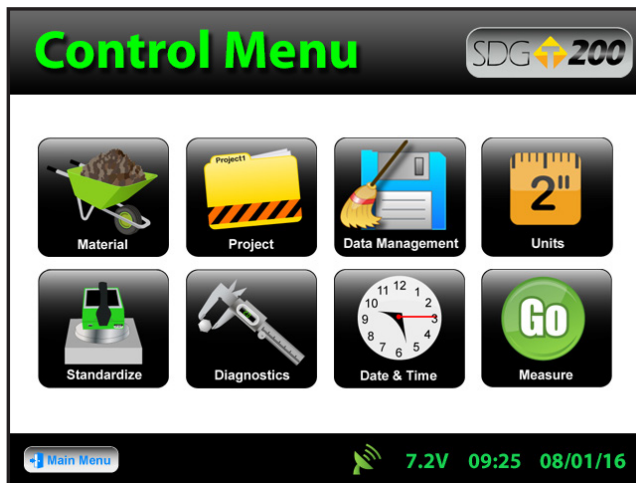 Control Menu
SDG T 200
Project1
2"
Material
Project
Data Management
Units
12
11
1
10
2
9
3
8
4
7
5
6
Go
Standardize
Diagnostics
Date & Time
Measure
Main Menu
7.2V 09:25 08/01/16